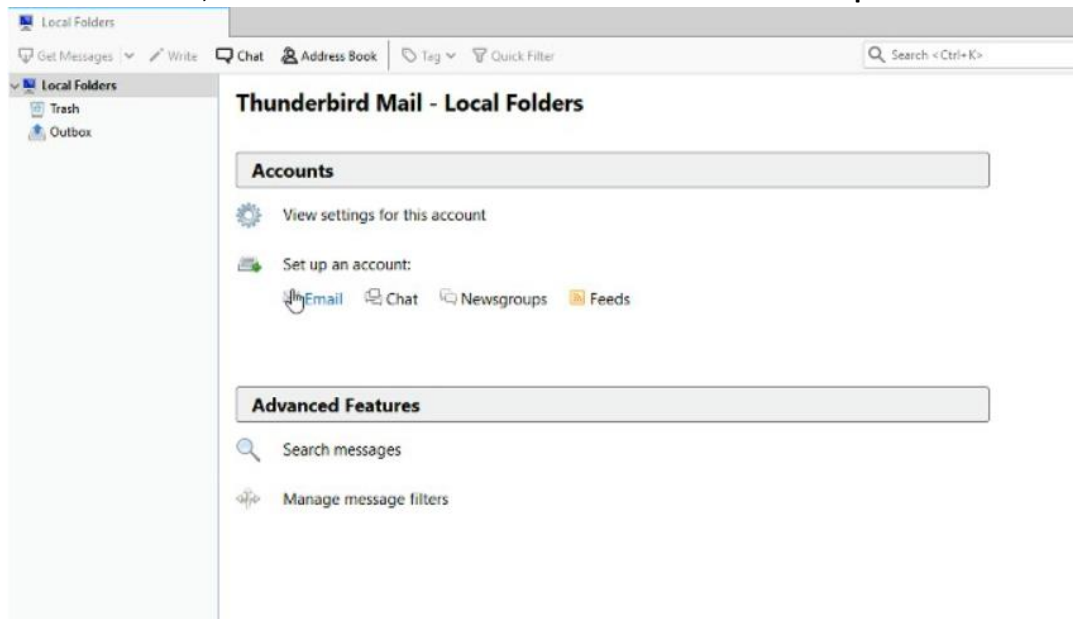 Local Folders
Get Messages Write Chat Address Book Tag Quick Filter Search <Ctrl+K>
Local Folders
Trash
Outbox
Thunderbird Mail - Local Folders
Accounts
View settings for this account
Set up an account:
Email Chat Newsgroups Feeds
Advanced Features
Search messages
Manage message filters